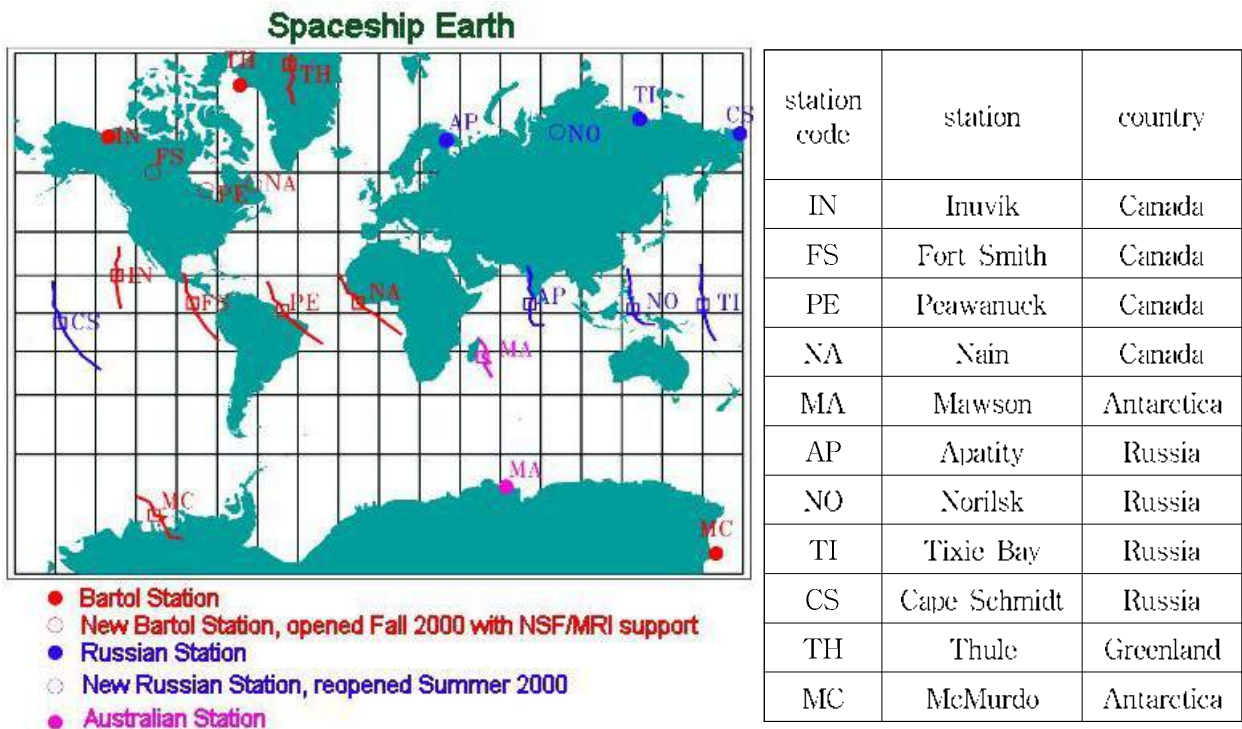 Spaceship Earth
TH
TH
IN
FS
PE
NA
AP
NO
TI
CS
IN
CS
FS
PE
NA
AP
NO
TI
MA
MA
MC
MC
Bartol Station
New Bartol Station, opened Fall 2000 with NSF/MRI support
Russian Station
New Russian Station, reopened Summer 2000
Australian Station
station code station country
IN Inuvik Canada
FS Fort Smith Canada
PE Peawanuck Canada
NA Nain Canada
MA Mawson Antarctica
AP Apatity Russia
NO Norilsk Russia
TI Tixie Bay Russia
CS Cape Schmidt Russia
TH Thule Greenland
MC McMurdo Antarctica